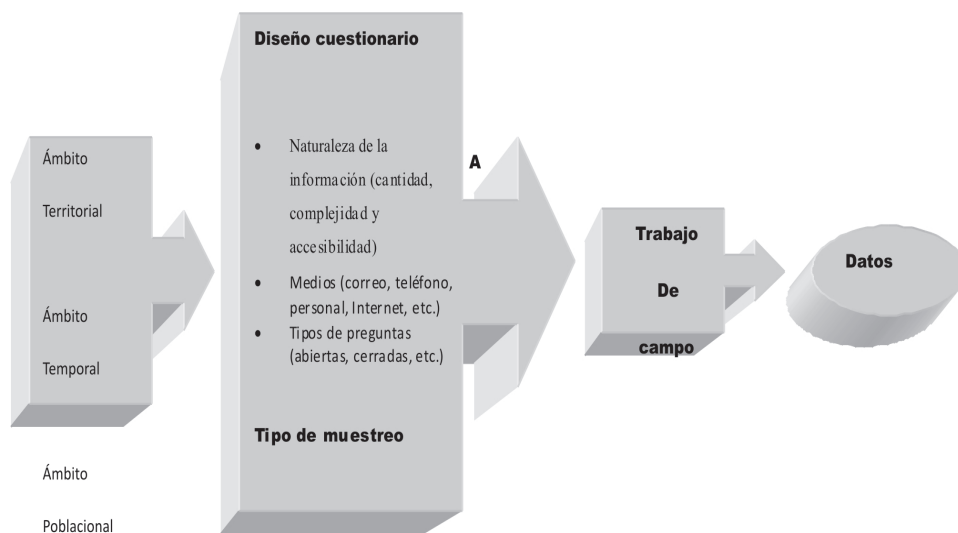 Ámbito
Territorial
Ámbito
Temporal
Ámbito
Poblacional
Diseño cuestionario
• Naturaleza de la
información (cantidad,
complejidad y
accesibilidad)
• Medios (correo, teléfono,
personal, Internet, etc.)
• Tipos de preguntas
(abiertas, cerradas, etc.)
Tipo de muestreo
A
Trabajo
De
campo
Datos